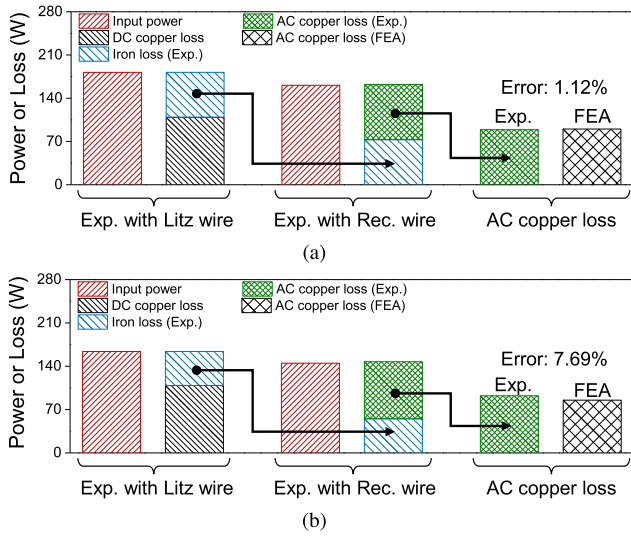 Power or Loss (W)
280
210
140
70
0
Input power
DC copper loss
Iron loss (Exp.)
AC copper loss (Exp.)
AC copper loss (FEA)
Error: 1.12%
Exp. FEA
Exp. with Litz wire Exp. with Rec. wire AC copper loss
(a)
Power or Loss (W)
280
210
140
70
0
Input power
DC copper loss
Iron loss (Exp.)
AC copper loss (Exp.)
AC copper loss (FEA)
Error: 7.69%
Exp. FEA
Exp. with Litz wire Exp. with Rec. wire AC copper loss
(b)